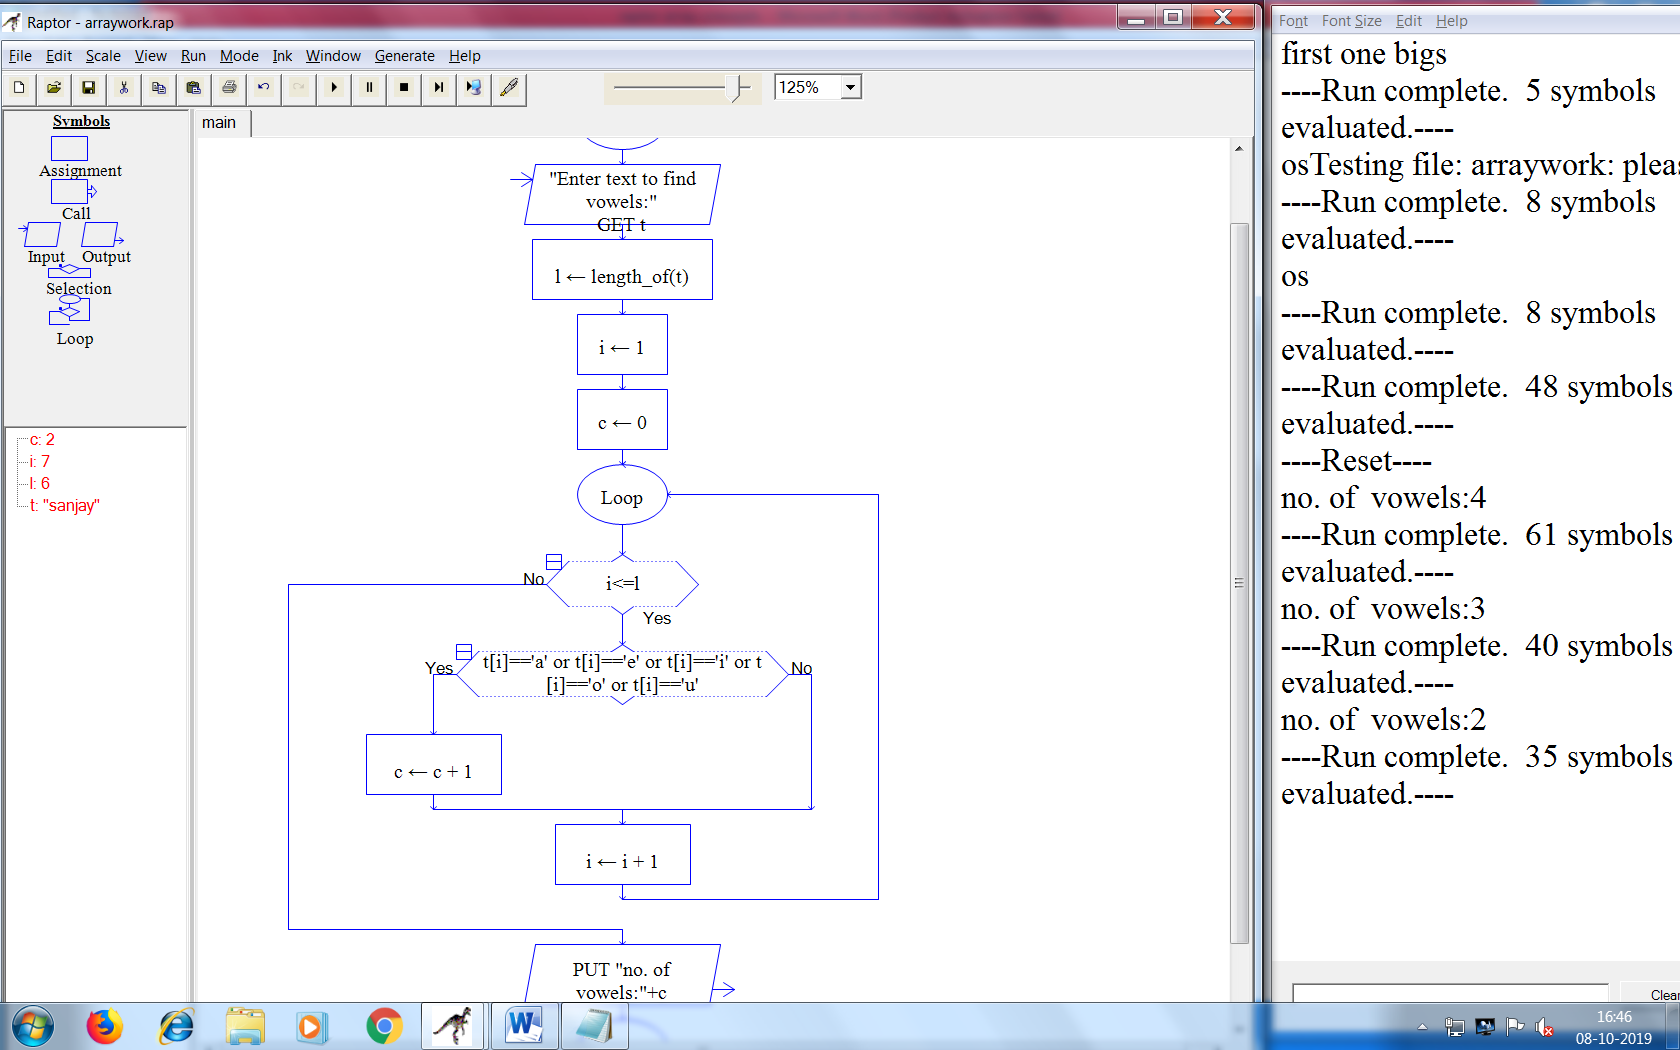 Raptor - arraywork.rap
File Edit Scale View Run Mode Ink Window Generate Help
125%
Symbols
Assignment
Call
Input Output
Selection
Loop
c: 2
i: 7
l: 6
t: "sanjay"
main
"Enter text to find
vowels:"
GET t
l ← length_of(t)
i ← 1
c ← 0
Loop
No
i<=l
Yes
Yes
t[i]=='a' or t[i]=='e' or t[i]=='i' or t
[i]=='o' or t[i]=='u'
No
c ← c + 1
i ← i + 1
PUT "no. of
vowels:"+c
Font Font Size Edit Help
first one bigs
----Run complete.  5 symbols
evaluated.----
osTesting file: arraywork: pleas
----Run complete.  8 symbols
evaluated.----
os
----Run complete.  8 symbols
evaluated.----
----Run complete.  48 symbols
evaluated.----
----Reset----
no. of  vowels:4
----Run complete.  61 symbols
evaluated.----
no. of  vowels:3
----Run complete.  40 symbols
evaluated.----
no. of  vowels:2
----Run complete.  35 symbols
evaluated.----
Clear
16:46
08-10-2019